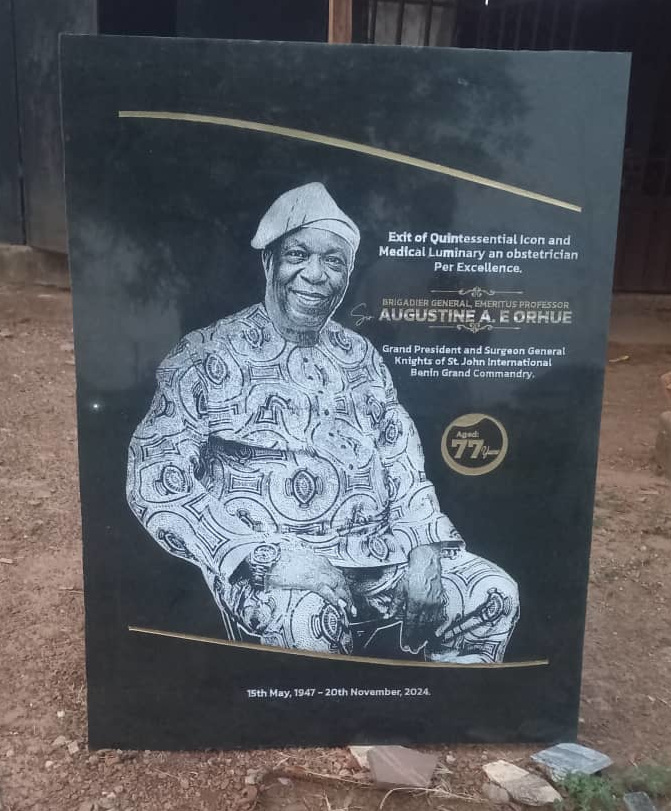 Exit of Quintessential Icon and
Medical Luminary an obstetrician
Per Excellence.
BRIGADIER GENERAL, EMERITUS PROFESSOR
Sir AUGUSTINE A. E ORHUE
Grand President and Surgeon General
Knights of St. John International
Benin Grand Commandry.
Aged:
77 Years
15th May, 1947 - 20th November, 2024.